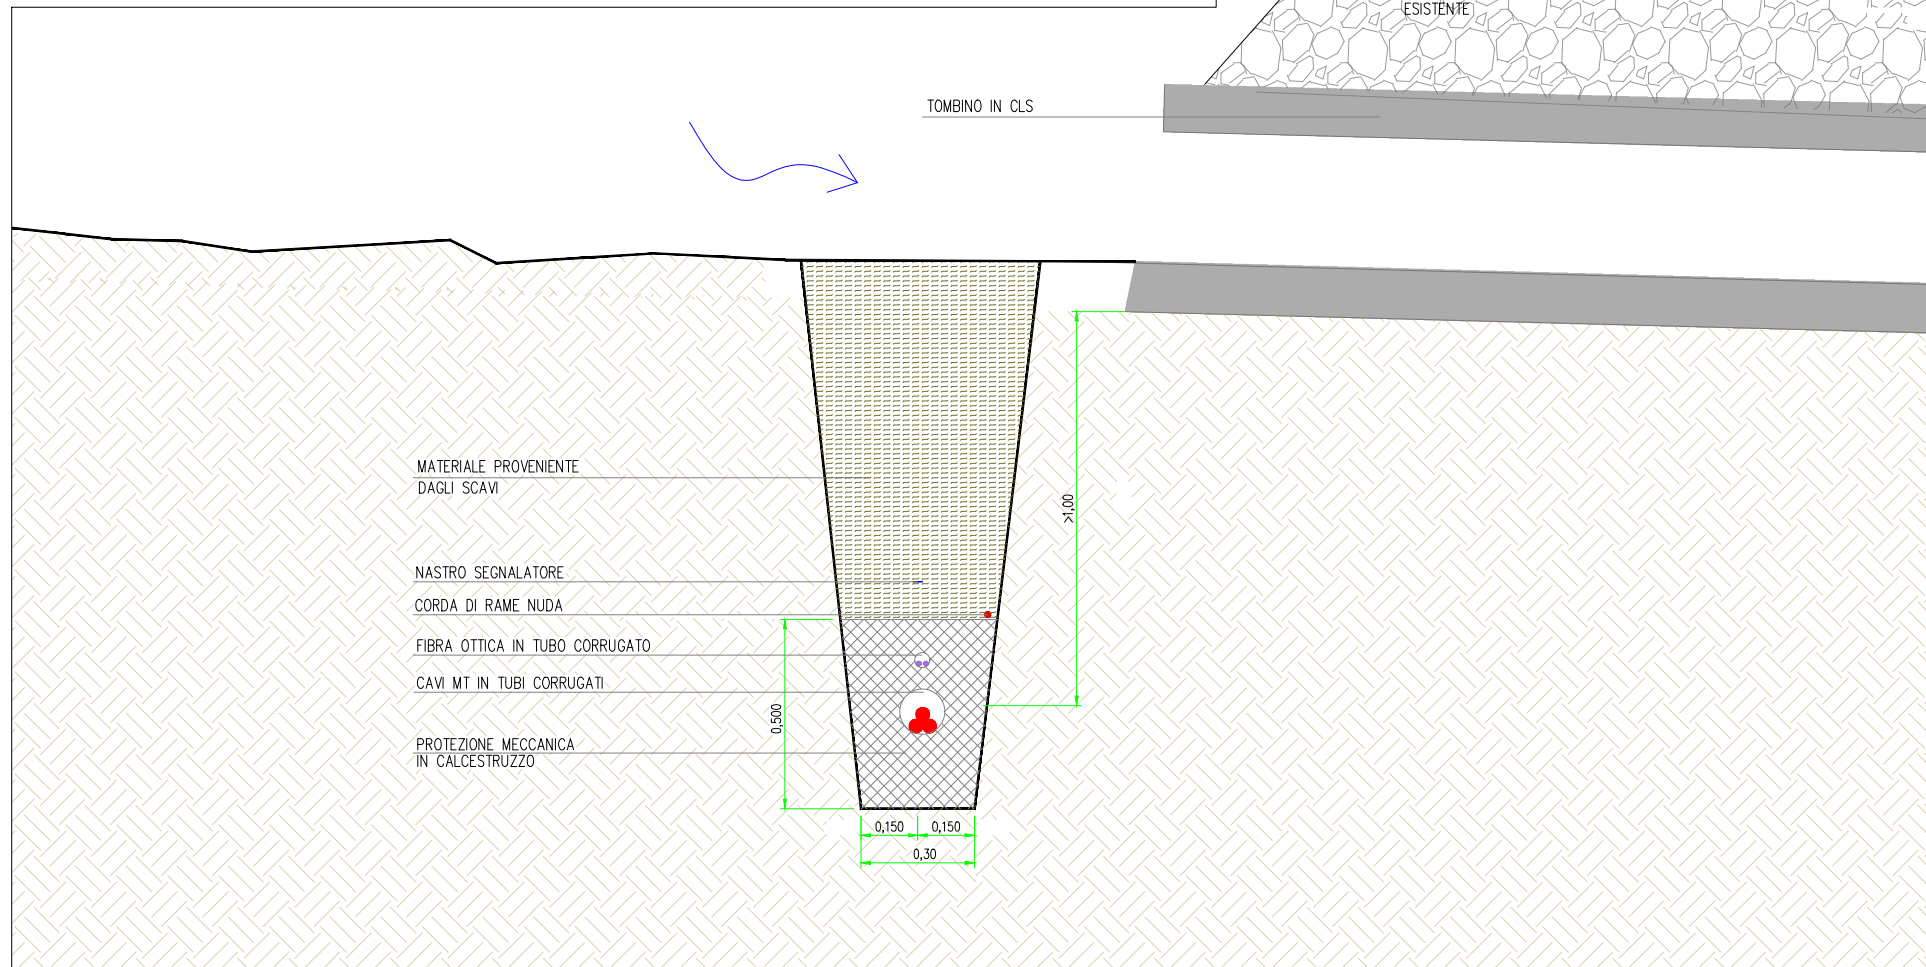 ESISTENTE
TOMBINO IN CLS
MATERIALE PROVENIENTE
DAGLI SCAVI
>1,00
NASTRO SEGNALATORE
CORDA DI RAME NUDA
FIBRA OTTICA IN TUBO CORRUGATO
CAVI MT IN TUBI CORRUGATI
0,500
PROTEZIONE MECCANICA
IN CALCESTRUZZO
0,150 0,150
0,30